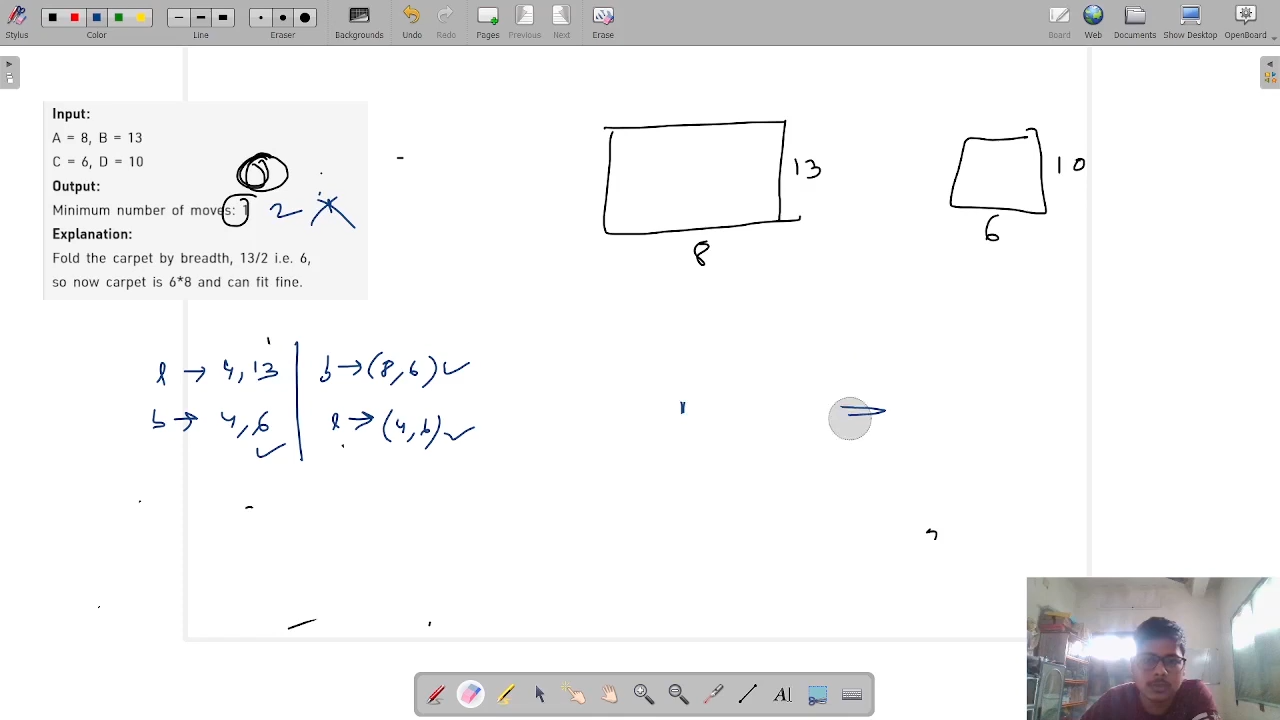 Stylus Color Line Eraser Backgrounds Undo Redo Pages Previous Next Erase Board Web Documents Show Desktop OpenBoard
Input:
A = 8, B = 13
C = 6, D = 10
Output:
Minimum number of moves: 1
2
Explanation:
Fold the carpet by breadth, 13/2 i.e. 6,
so now carpet is 6*8 and can fit fine.
13
8
10
6
l → 4, 13
b → 4, 6
b → (8, 6)
l → (4, 6)